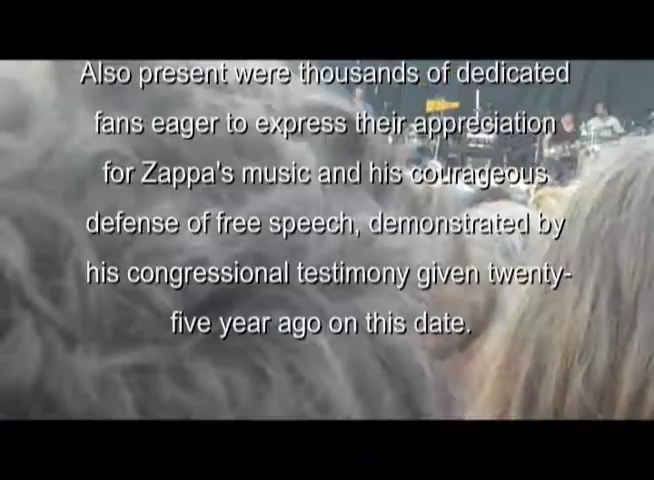 Also present were thousands of dedicated
fans eager to express their appreciation
for Zappa's music and his courageous
defense of free speech, demonstrated by
his congressional testimony given twenty-
five year ago on this date.